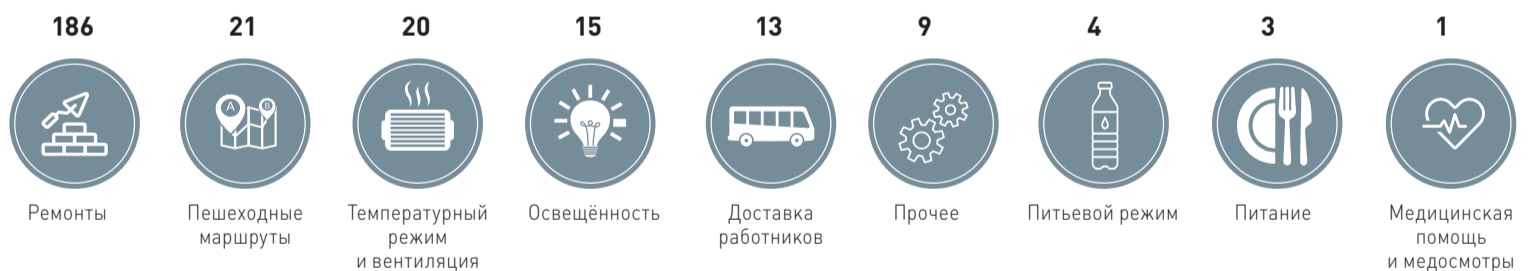 186
Ремонты
21
A
B
Пешеходные
маршруты
20
Температурный
режим
и вентиляция
15
Освещённость
13
Доставка
работников
9
Прочее
4
Питьевой режим
3
Питание
1
Медицинская
помощь
и медосмотры